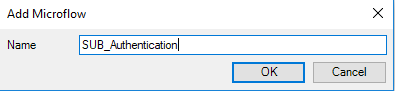 Add Microflow
Name SUB_Authentication
OK Cancel